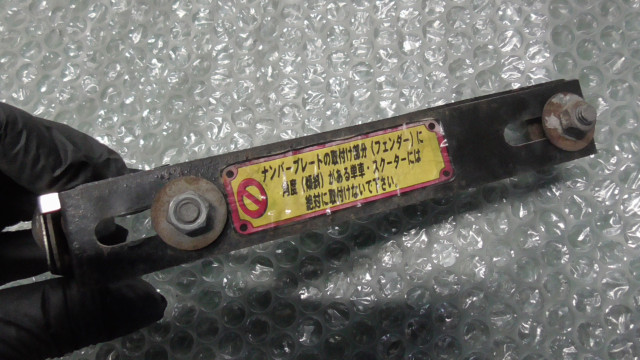 ナンバープレートの取付け部分（フェンダー）に
角度（傾斜）がある単車・スクーターには
絶対に取付けないで下さい